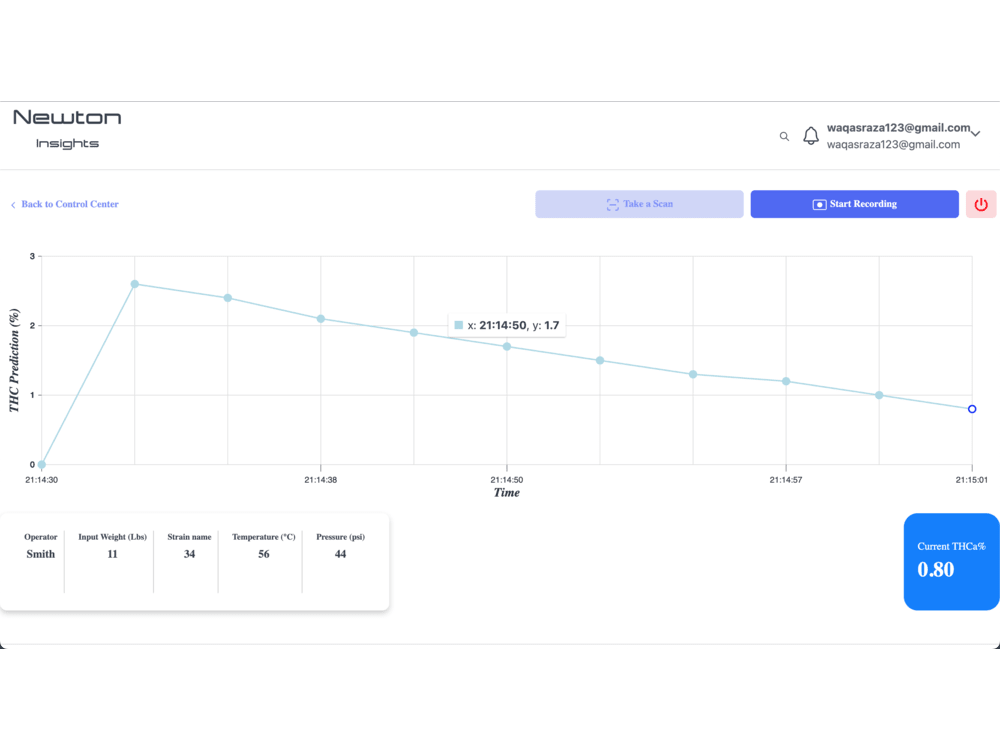 Newton
Insights
waqasraza123@gmail.com
waqasraza123@gmail.com
Back to Control Center
Take a Scan
Start Recording
THC Prediction (%)
3
2
1
0
x: 21:14:50, y: 1.7
21:14:30
21:14:38
21:14:50
21:14:57
21:15:01
Time
Operator
Smith
Input Weight (Lbs)
11
Strain name
34
Temperature (°C)
56
Pressure (psi)
44
Current THCa%
0.80